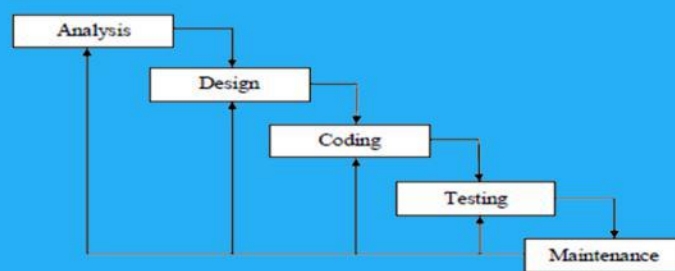 Analysis
Design
Coding
Testing
Maintenance